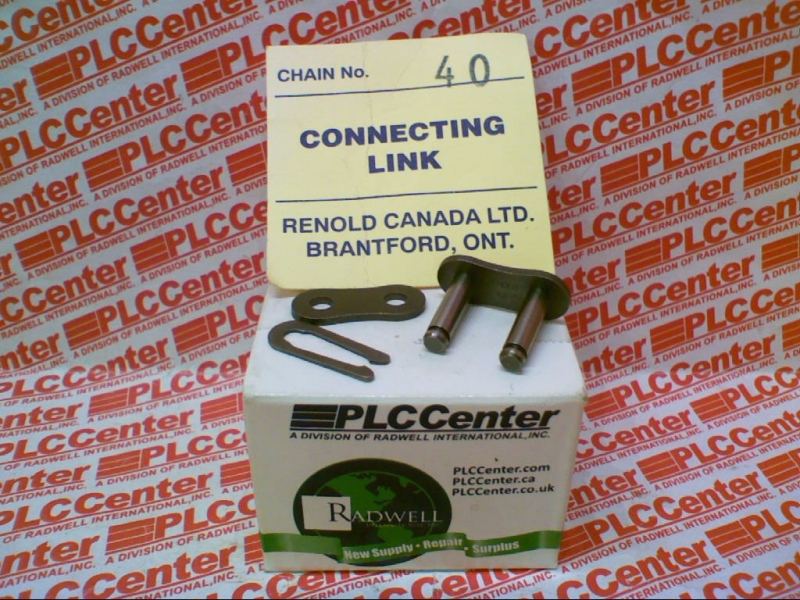 CHAIN No. 40
CONNECTING
LINK
RENOLD CANADA LTD.
BRANTFORD, ONT.
PLCCenter
A DIVISION OF RADWELL INTERNATIONAL, INC.
PLCCenter.com
PLCCenter.ca
PLCCenter.co.uk
RADWELL
New Supply • Repair • Surplus